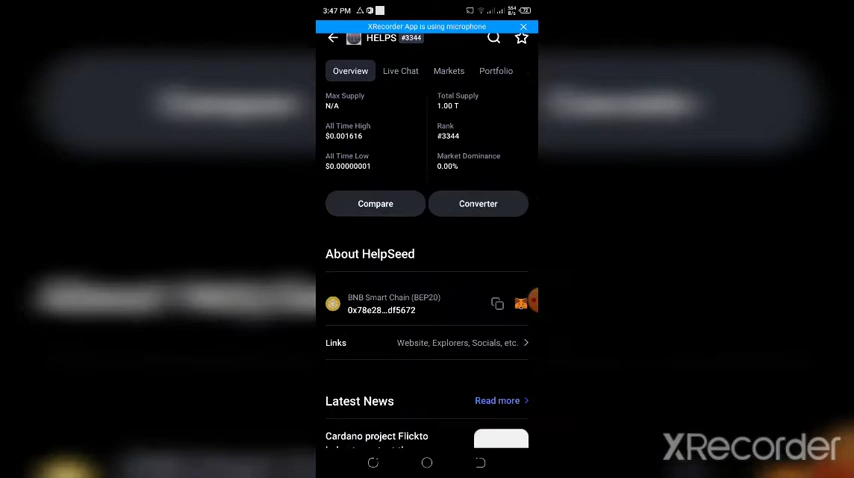 3:47 PM
554 B/s
72
XRecorder App is using microphone
HELPS #3344
Overview Live Chat Markets Portfolio
Max Supply Total Supply
N/A 1.00 T
All Time High Rank
$0.001616 #3344
All Time Low Market Dominance
$0.00000001 0.00%
Compare Converter
About HelpSeed
BNB Smart Chain (BEP20)
0x78e28...df5672
Links Website, Explorers, Socials, etc.
Latest News Read more
Cardano project Flickto
XRecorder